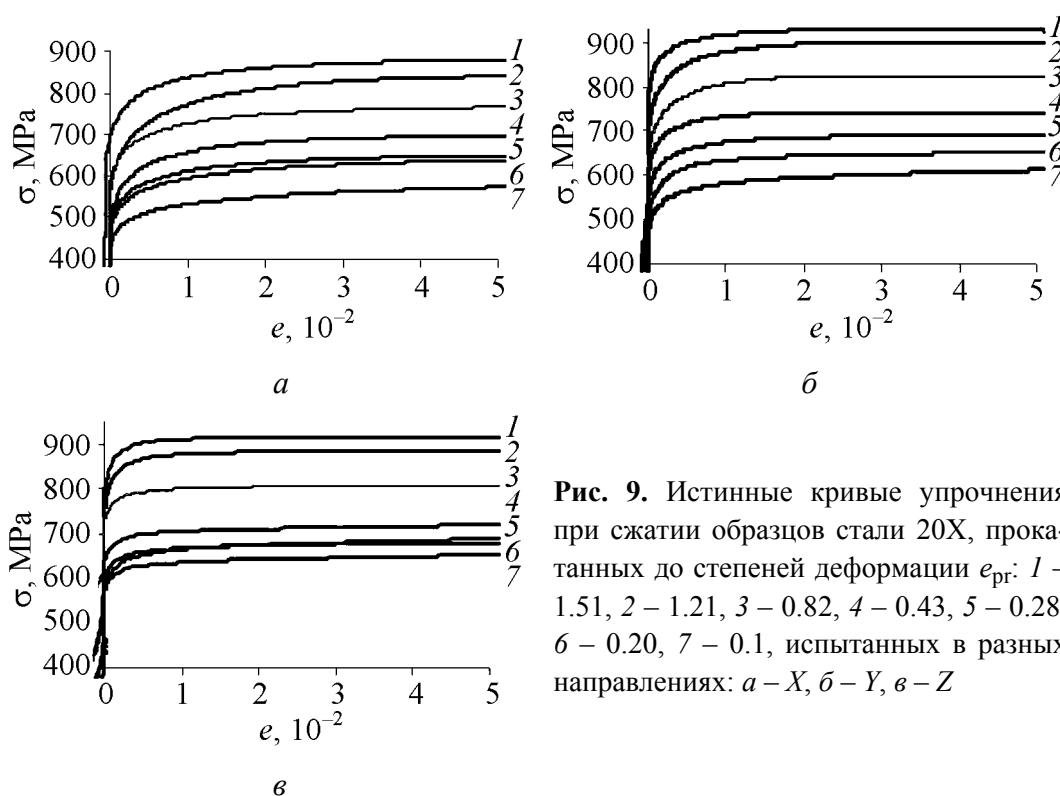 900
800
700
600
500
400
σ, MPa
1
2
3
4
5
6
7
0 1 2 3 4 5
e, 10⁻²
а
900
800
700
600
500
400
σ, MPa
1
2
3
4
5
6
7
0 1 2 3 4 5
e, 10⁻²
б
900
800
700
600
500
400
σ, MPa
1
2
3
4
5
6
7
0 1 2 3 4 5
e, 10⁻²
в
Рис. 9. Истинные кривые упрочнения
при сжатии образцов стали 20Х, прока-
танных до степеней деформации eₚᵣ: 1 –
1.51, 2 – 1.21, 3 – 0.82, 4 – 0.43, 5 – 0.28
6 – 0.20, 7 – 0.1, испытанных в разных
направлениях: а – X, б – Y, в – Z